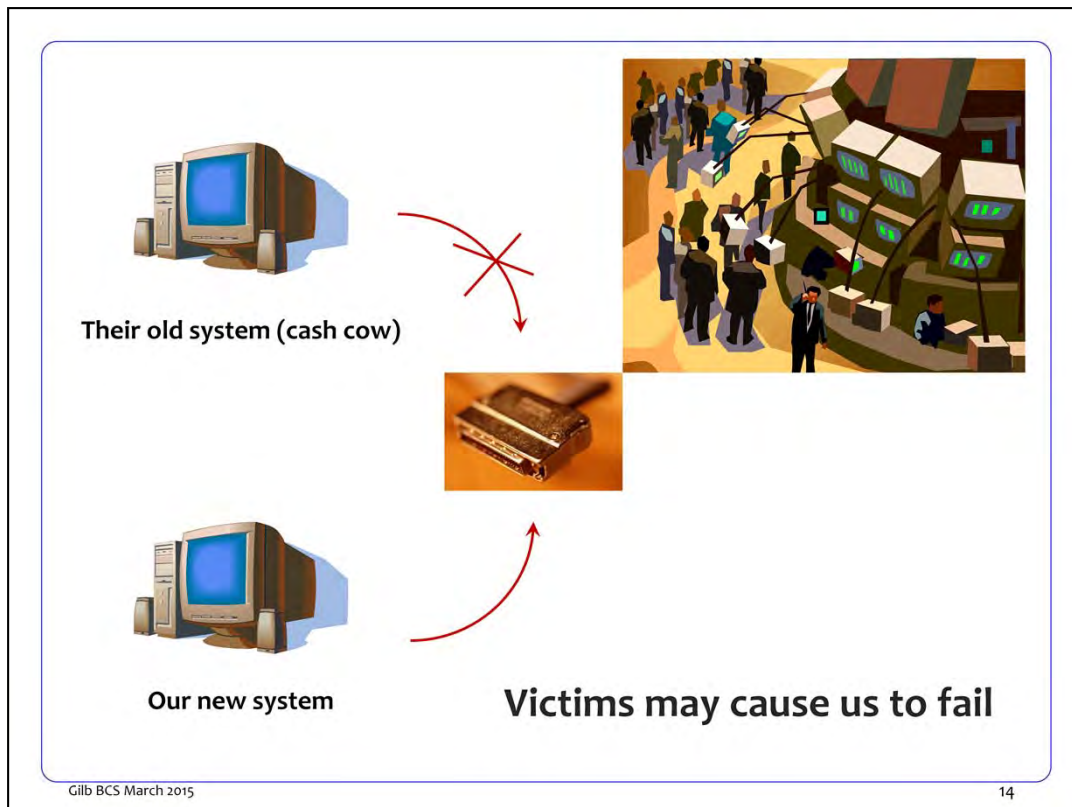 Their old system (cash cow)
Our new system
Victims may cause us to fail
Gilb BCS March 2015
14